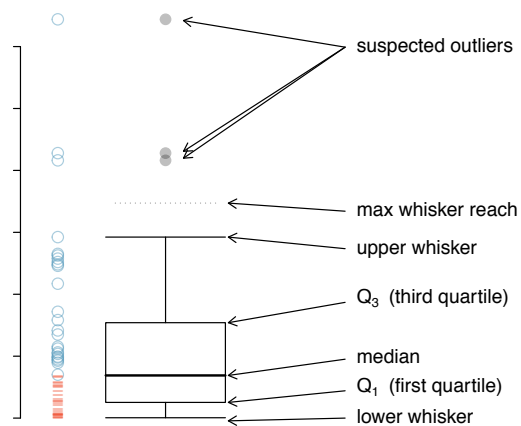 suspected outliers
max whisker reach
upper whisker
Q3 (third quartile)
median
Q1 (first quartile)
lower whisker